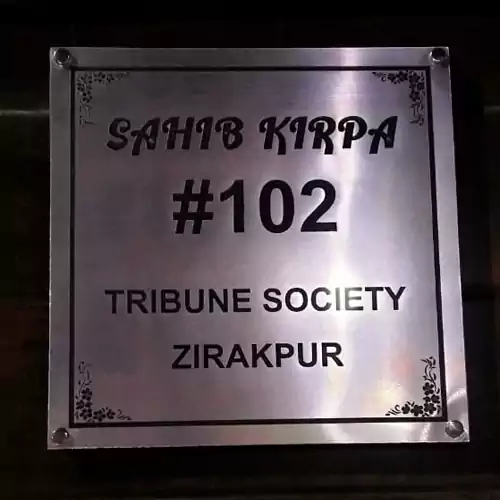 SAHIB KIRPA
#102
TRIBUNE SOCIETY
ZIRAKPUR